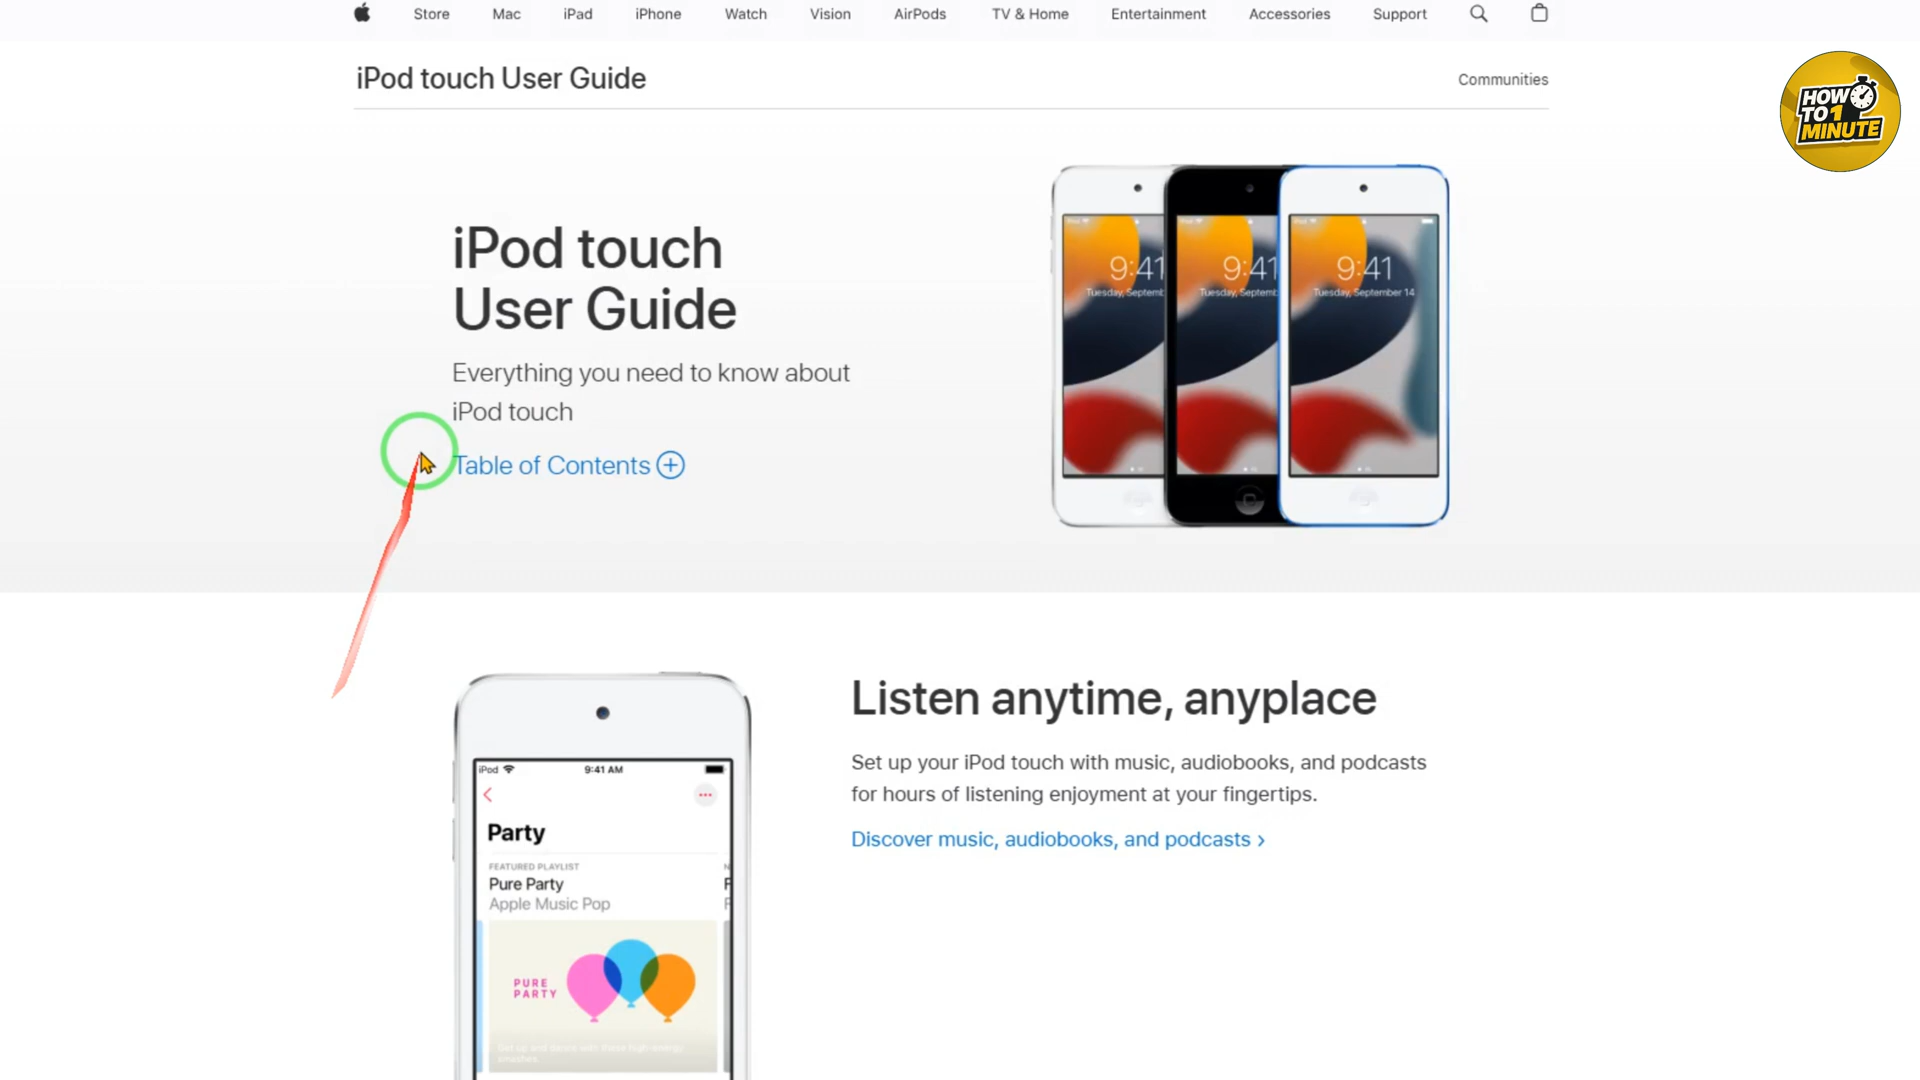 Store Mac iPad iPhone Watch Vision AirPods TV & Home Entertainment Accessories Support
iPod touch User Guide
Communities
HOW
TO 1
MINUTE
iPod touch
User Guide
Everything you need to know about
iPod touch
Table of Contents
9:41
Tuesday, Septemb
9:41
Tuesday, Septemb
9:41
Tuesday, September 14
Listen anytime, anyplace
Set up your iPod touch with music, audiobooks, and podcasts
for hours of listening enjoyment at your fingertips.
Discover music, audiobooks, and podcasts ›
iPod 9:41 AM
Party
FEATURED PLAYLIST
Pure Party
Apple Music Pop
PURE
PARTY